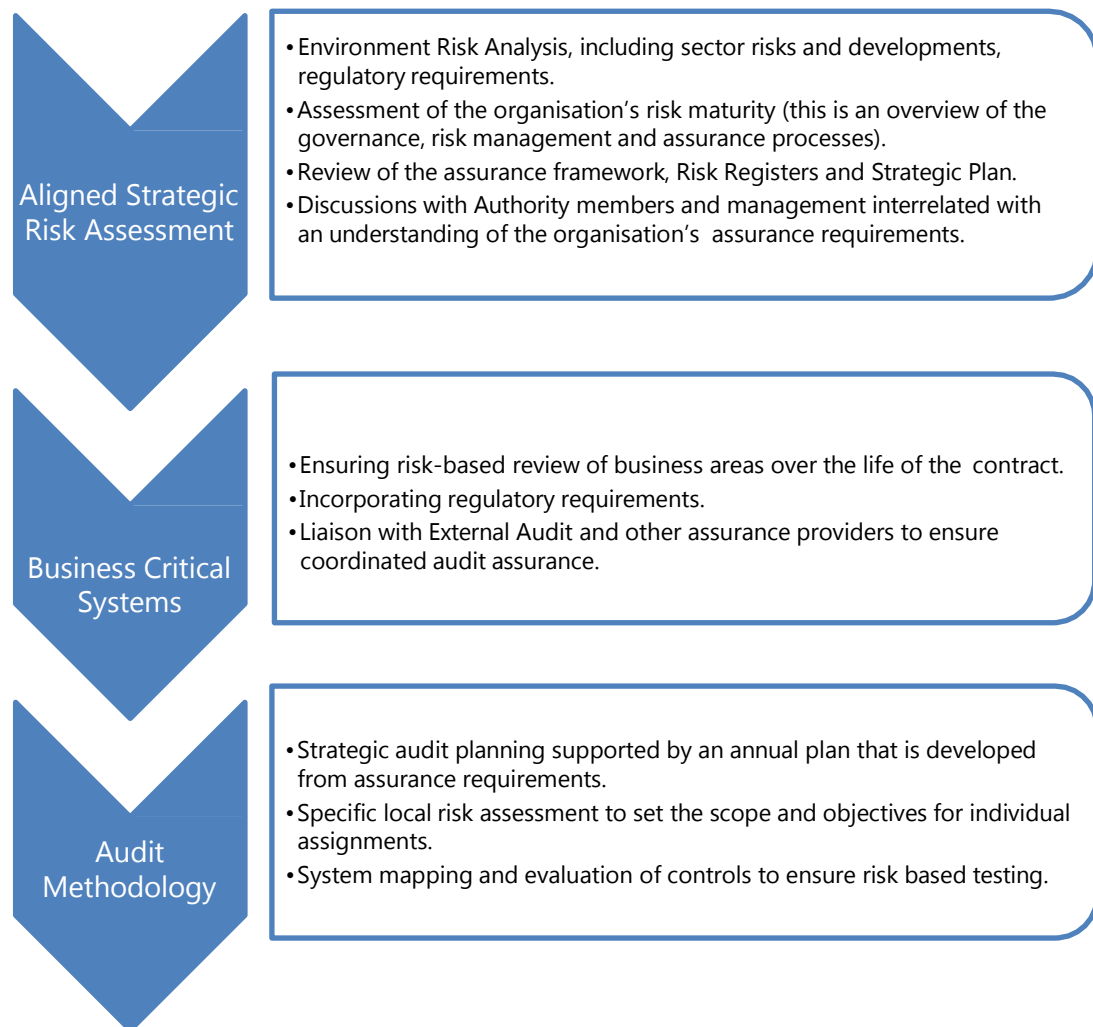 Aligned Strategic
Risk Assessment
•Environment Risk Analysis, including sector risks and developments,
regulatory requirements.
•Assessment of the organisation's risk maturity (this is an overview of the
governance, risk management and assurance processes).
•Review of the assurance framework, Risk Registers and Strategic Plan.
•Discussions with Authority members and management interrelated with
an understanding of the organisation's assurance requirements.
Business Critical
Systems
•Ensuring risk-based review of business areas over the life of the contract.
•Incorporating regulatory requirements.
•Liaison with External Audit and other assurance providers to ensure
coordinated audit assurance.
Audit
Methodology
•Strategic audit planning supported by an annual plan that is developed
from assurance requirements.
•Specific local risk assessment to set the scope and objectives for individual
assignments.
•System mapping and evaluation of controls to ensure risk based testing.